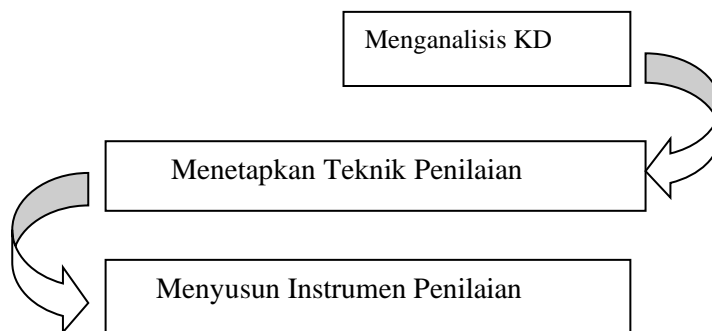 Menganalisis KD
Menetapkan Teknik Penilaian
Menyusun Instrumen Penilaian